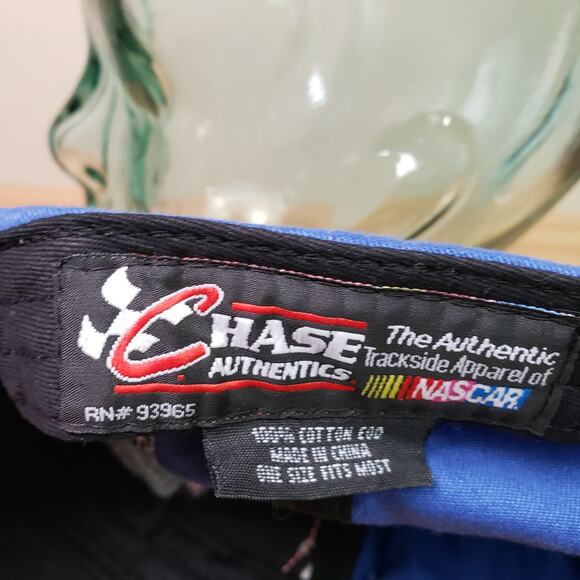 CHASE
AUTHENTICS.
The Authentic
Trackside Apparel of
NASCAR.
RN# 93965
100% COTTON EOD
MADE IN CHINA
ONE SIZE FITS MOST